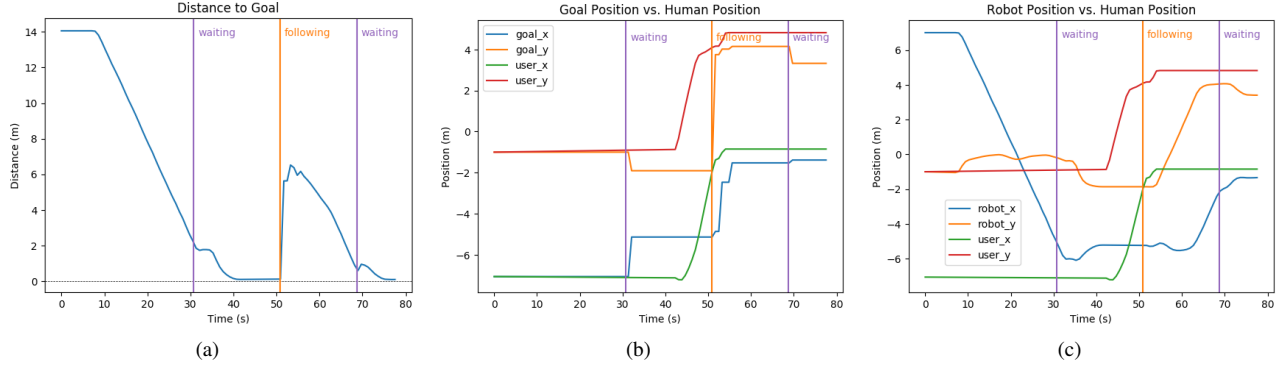 Distance to Goal
waiting
following
waiting
14
12
10
8
6
4
2
0
Distance (m)
0 10 20 30 40 50 60 70 80
Time (s)
(a)
Goal Position vs. Human Position
goal_x
goal_y
user_x
user_y
waiting
following
waiting
4
2
0
−2
−4
−6
Position (m)
0 10 20 30 40 50 60 70 80
Time (s)
(b)
Robot Position vs. Human Position
waiting
following
waiting
6
4
2
0
−2
−4
−6
Position (m)
robot_x
robot_y
user_x
user_y
0 10 20 30 40 50 60 70 80
Time (s)
(c)